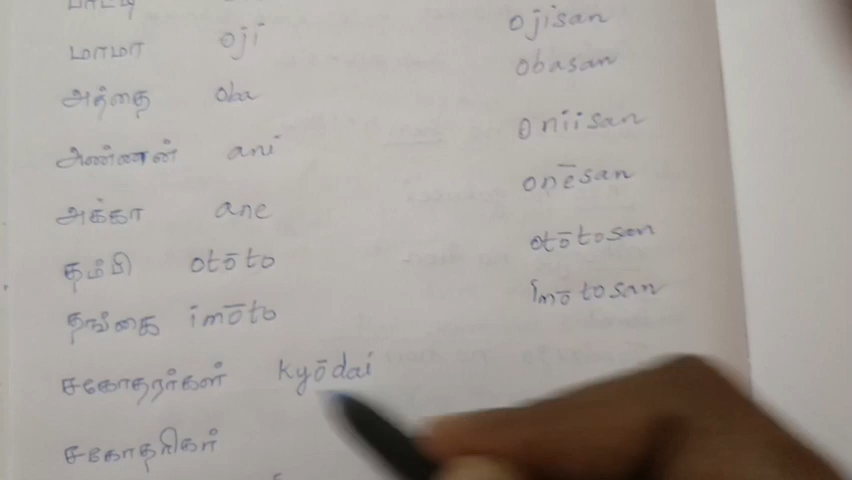 பாட்டி
மாமா oji ojisan
அத்தை oba obasan
அண்ணன் ani oniisan
அக்கா ane onēsan
தம்பி otōto otōtosan
தங்கை imōto imōtosan
சகோதரர்கள் kyōdai
சகோதரிகள்